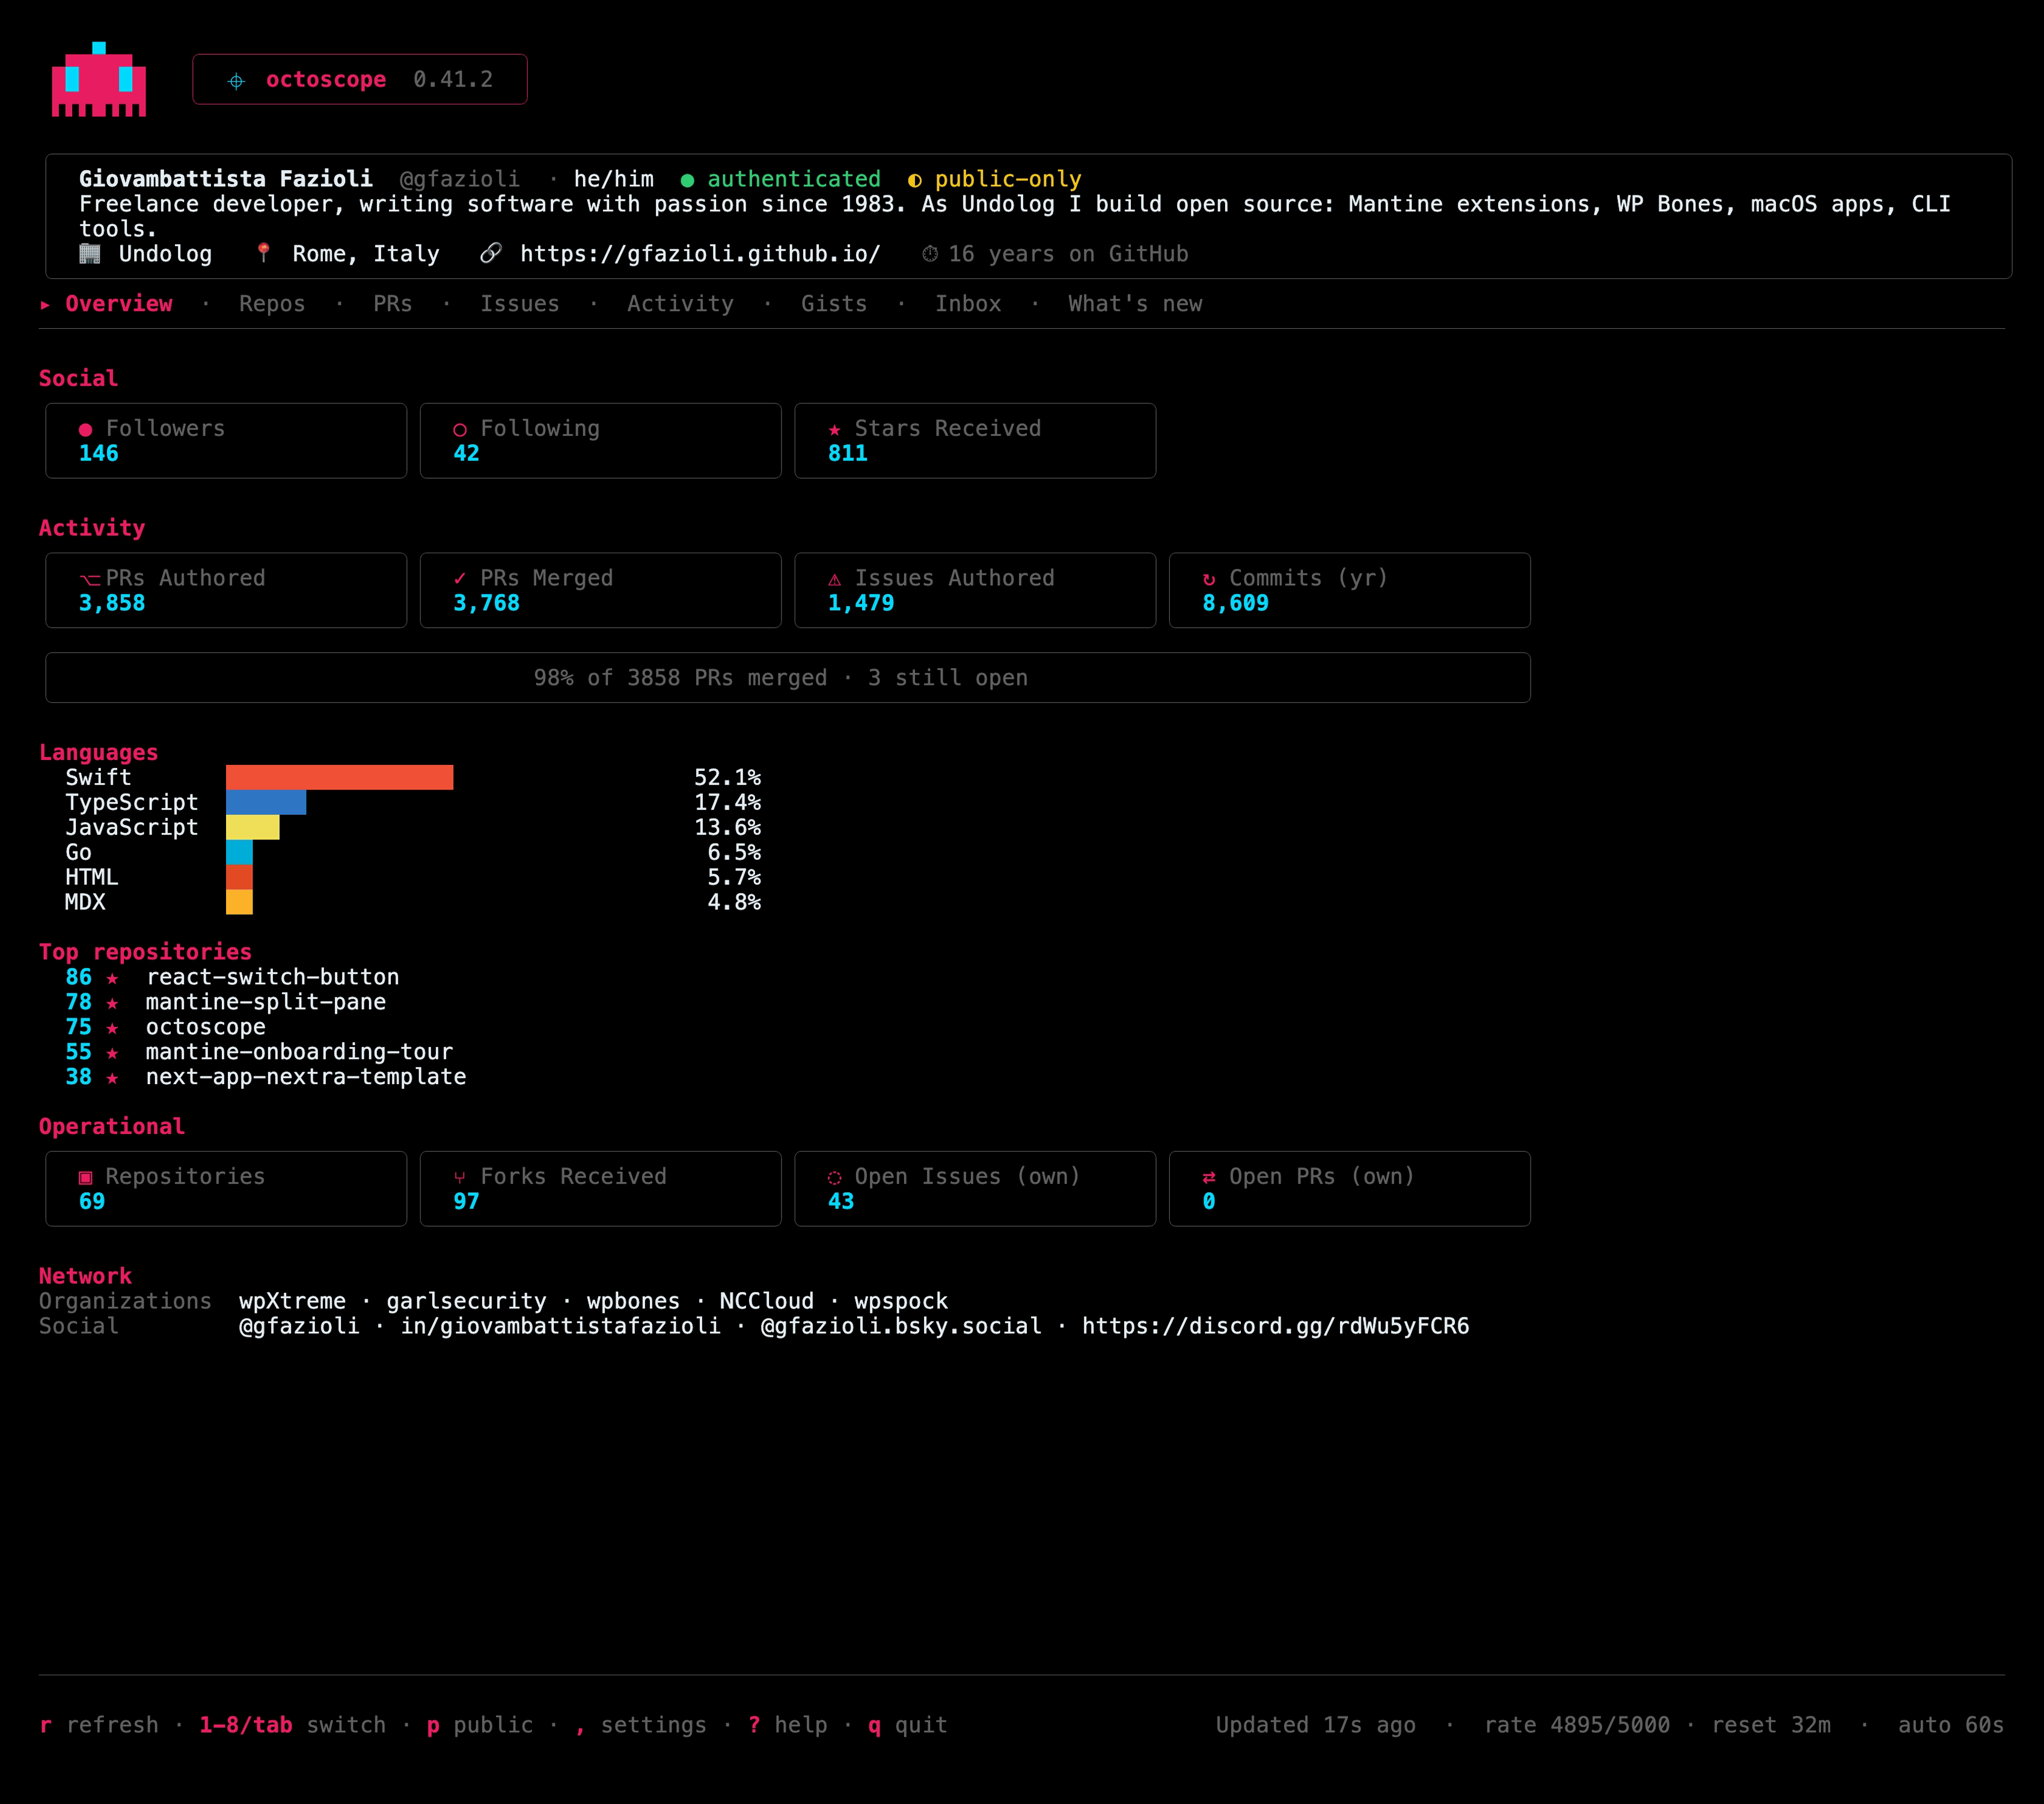 ⌖ octoscope 0.41.2
Giovambattista Fazioli @gfazioli · he/him ● authenticated ◐ public-only
Freelance developer, writing software with passion since 1983. As Undolog I build open source: Mantine extensions, WP Bones, macOS apps, CLI
tools.
🏢 Undolog 📍 Rome, Italy 🔗 https://gfazioli.github.io/ ⏱ 16 years on GitHub
▸ Overview · Repos · PRs · Issues · Activity · Gists · Inbox · What's new
Social
● Followers ○ Following ★ Stars Received
146 42 811
Activity
⌥ PRs Authored ✓ PRs Merged ⚠ Issues Authored ↻ Commits (yr)
3,858 3,768 1,479 8,609
98% of 3858 PRs merged · 3 still open
Languages
Swift 52.1%
TypeScript 17.4%
JavaScript 13.6%
Go 6.5%
HTML 5.7%
MDX 4.8%
Top repositories
86 ★ react-switch-button
78 ★ mantine-split-pane
75 ★ octoscope
55 ★ mantine-onboarding-tour
38 ★ next-app-nextra-template
Operational
▣ Repositories ⑂ Forks Received ◌ Open Issues (own) ⇄ Open PRs (own)
69 97 43 0
Network
Organizations wpXtreme · garlsecurity · wpbones · NCCloud · wpspock
Social @gfazioli · in/giovambattistafazioli · @gfazioli.bsky.social · https://discord.gg/rdWu5yFCR6
r refresh · 1-8/tab switch · p public · , settings · ? help · q quit Updated 17s ago · rate 4895/5000 · reset 32m · auto 60s